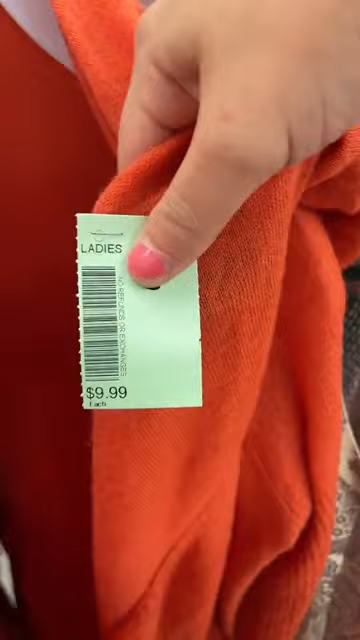 LADIES
NO REFUNDS OR EXCHANGES
$9.99
Each